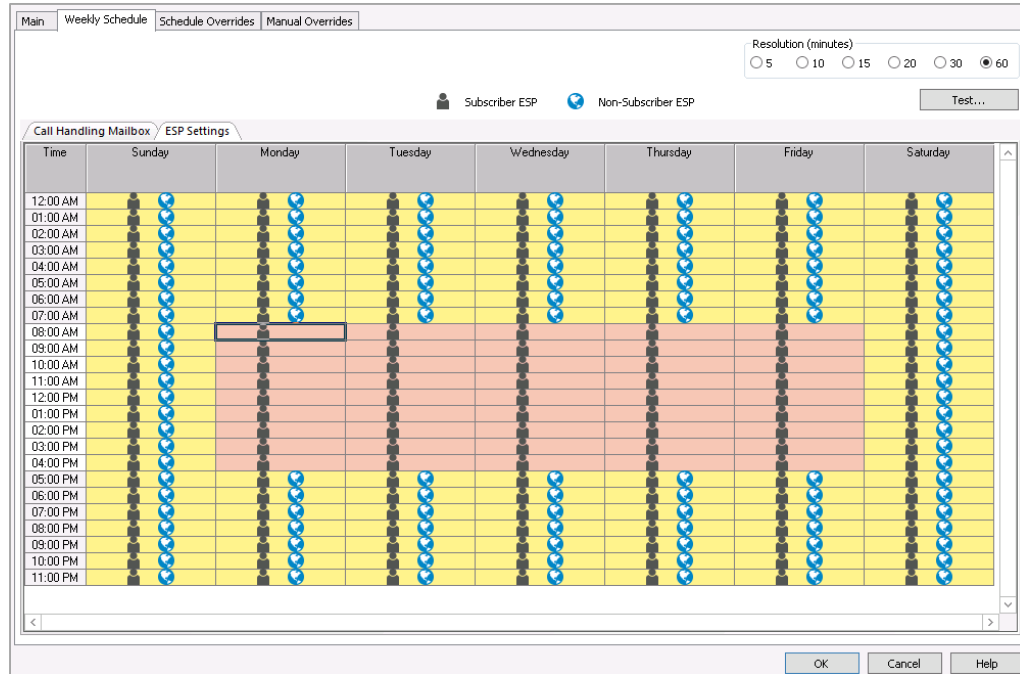 Main Weekly Schedule Schedule Overrides Manual Overrides
Resolution (minutes)
5 10 15 20 30 60
Subscriber ESP Non-Subscriber ESP Test...
Call Handling Mailbox ESP Settings
Time Sunday Monday Tuesday Wednesday Thursday Friday Saturday
12:00 AM
01:00 AM
02:00 AM
03:00 AM
04:00 AM
05:00 AM
06:00 AM
07:00 AM
08:00 AM
09:00 AM
10:00 AM
11:00 AM
12:00 PM
01:00 PM
02:00 PM
03:00 PM
04:00 PM
05:00 PM
06:00 PM
07:00 PM
08:00 PM
09:00 PM
10:00 PM
11:00 PM
OK Cancel Help